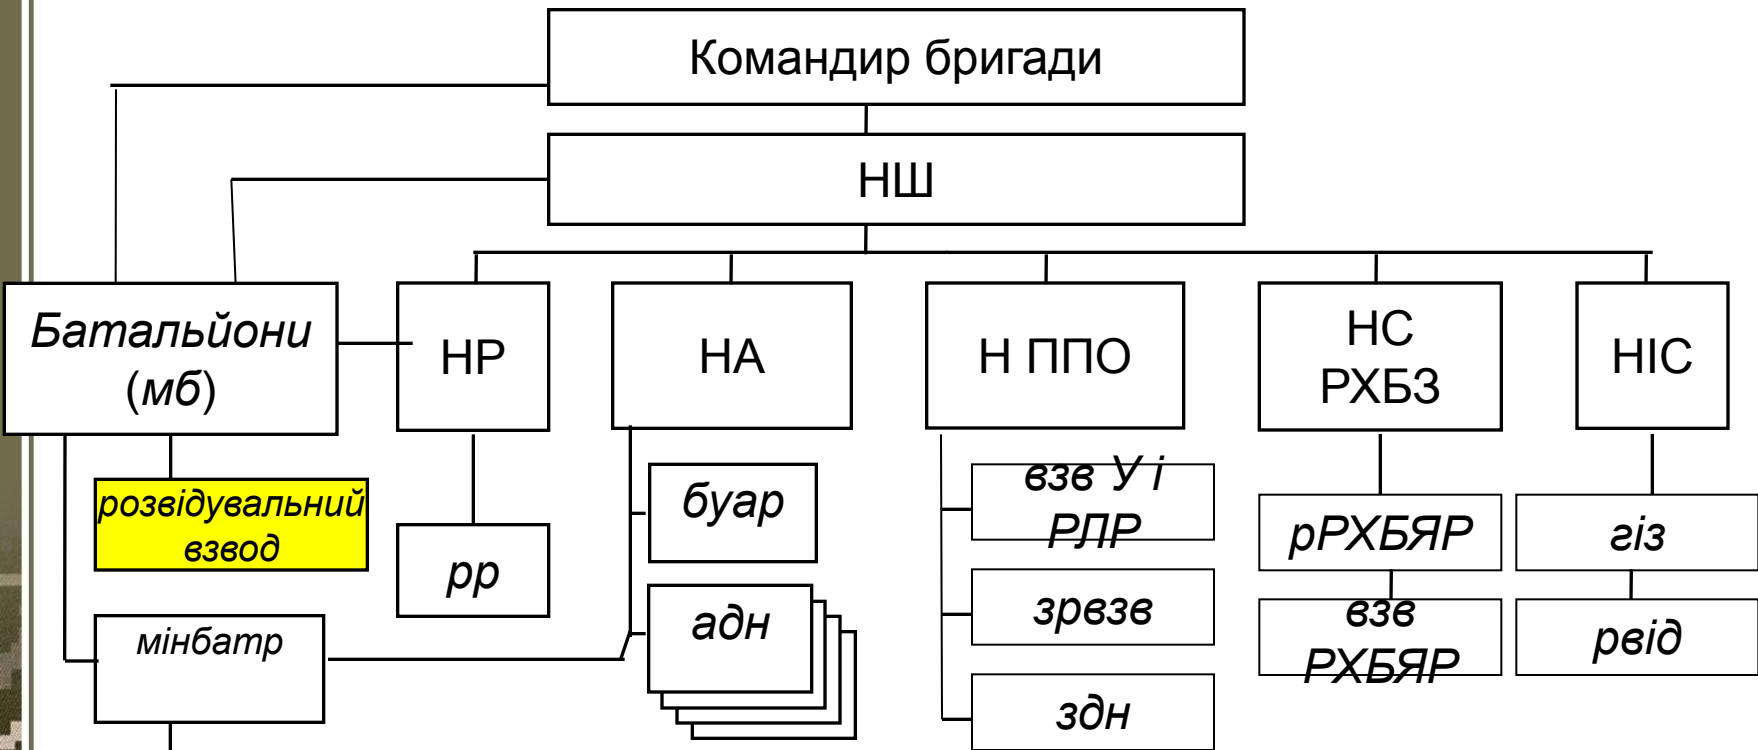 Командир бригади
НШ
Батальйони
(мб)
НР
НА
Н ППО
НС
РХБЗ
НІС
розвідувальний
взвод
рр
буар
адн
взв У і
РЛР
зрвзв
здн
рРХБЯР
взв
РХБЯР
гіз
рвід
мінбатр